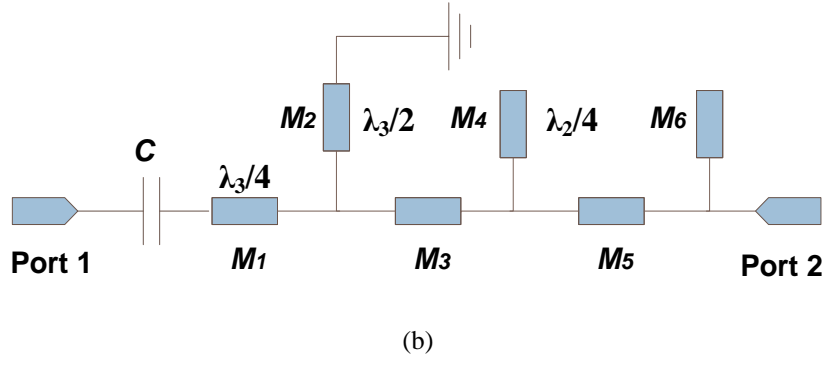 M2 λ3/2 M4 λ2/4 M6
C
λ3/4
Port 1 M1 M3 M5 Port 2
(b)